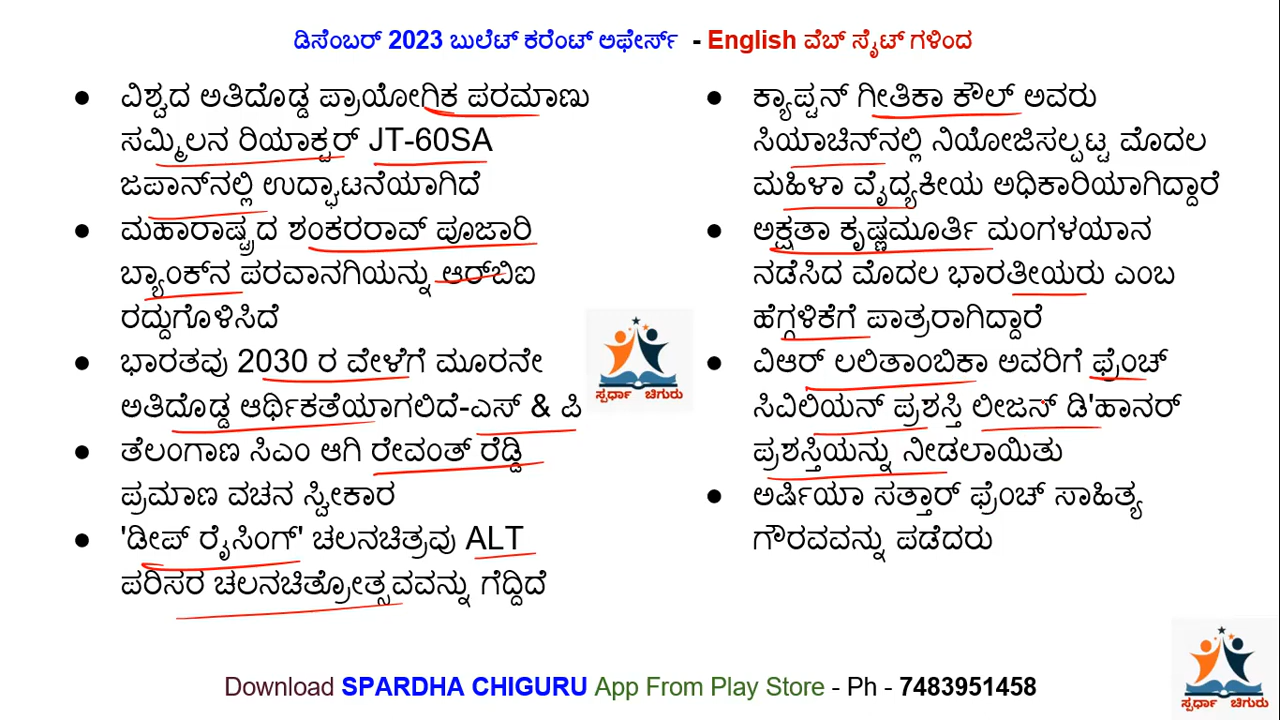 ಡಿಸೆಂಬರ್ 2023 ಬುಲೆಟ್ ಕರೆಂಟ್ ಅಫೇರ್ಸ್ - English ವೆಬ್ ಸೈಟ್ ಗಳಿಂದ
● ವಿಶ್ವದ ಅತಿದೊಡ್ಡ ಪ್ರಾಯೋಗಿಕ ಪರಮಾಣು
ಸಮ್ಮಿಲನ ರಿಯಾಕ್ಟರ್ JT-60SA
ಜಪಾನ್‌ನಲ್ಲಿ ಉದ್ಘಾಟನೆಯಾಗಿದೆ
● ಮಹಾರಾಷ್ಟ್ರದ ಶಂಕರರಾವ್ ಪೂಜಾರಿ
ಬ್ಯಾಂಕ್‌ನ ಪರವಾನಗಿಯನ್ನು ಆರ್‌ಬಿಐ
ರದ್ದುಗೊಳಿಸಿದೆ
● ಭಾರತವು 2030 ರ ವೇಳೆಗೆ ಮೂರನೇ
ಅತಿದೊಡ್ಡ ಆರ್ಥಿಕತೆಯಾಗಲಿದೆ-ಎಸ್ & ಪಿ
● ತೆಲಂಗಾಣ ಸಿಎಂ ಆಗಿ ರೇವಂತ್ ರೆಡ್ಡಿ
ಪ್ರಮಾಣ ವಚನ ಸ್ವೀಕಾರ
● 'ಡೀಪ್ ರೈಸಿಂಗ್' ಚಲನಚಿತ್ರವು ALT
ಪರಿಸರ ಚಲನಚಿತ್ರೋತ್ಸವವನ್ನು ಗೆದ್ದಿದೆ
● ಕ್ಯಾಪ್ಟನ್ ಗೀತಿಕಾ ಕೌಲ್ ಅವರು
ಸಿಯಾಚಿನ್‌ನಲ್ಲಿ ನಿಯೋಜಿಸಲ್ಪಟ್ಟ ಮೊದಲ
ಮಹಿಳಾ ವೈದ್ಯಕೀಯ ಅಧಿಕಾರಿಯಾಗಿದ್ದಾರೆ
● ಅಕ್ಷತಾ ಕೃಷ್ಣಮೂರ್ತಿ ಮಂಗಳಯಾನ
ನಡೆಸಿದ ಮೊದಲ ಭಾರತೀಯರು ಎಂಬ
ಹೆಗ್ಗಳಿಕೆಗೆ ಪಾತ್ರರಾಗಿದ್ದಾರೆ
● ವಿಆರ್ ಲಲಿತಾಂಬಿಕಾ ಅವರಿಗೆ ಫ್ರೆಂಚ್
ಸಿವಿಲಿಯನ್ ಪ್ರಶಸ್ತಿ ಲೀಜನ್ ಡಿ'ಹಾನರ್
ಪ್ರಶಸ್ತಿಯನ್ನು ನೀಡಲಾಯಿತು
● ಅರ್ಷಿಯಾ ಸತ್ತಾರ್ ಫ್ರೆಂಚ್ ಸಾಹಿತ್ಯ
ಗೌರವವನ್ನು ಪಡೆದರು
ಸ್ಪರ್ಧಾ ಚಿಗುರು
ಸ್ಪರ್ಧಾ ಚಿಗುರು
Download SPARDHA CHIGURU App From Play Store - Ph - 7483951458